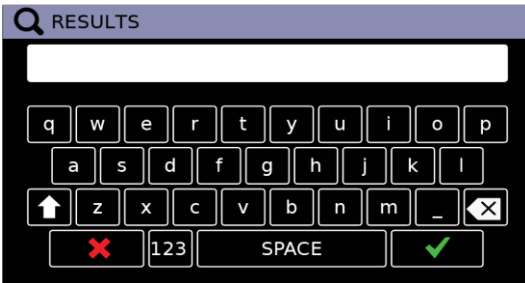 RESULTS
q w e r t y u i o p
a s d f g h j k l
z x c v b n m _
123 SPACE